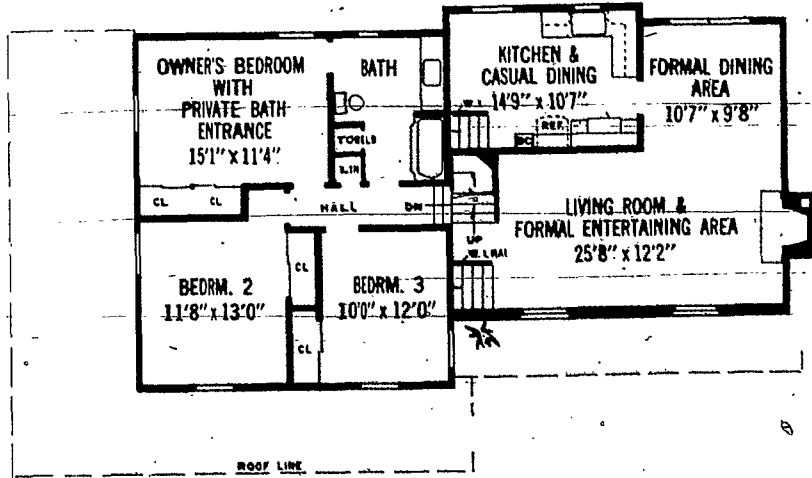 OWNER'S BEDROOM
WITH
PRIVATE BATH
ENTRANCE
15'1" x 11'4"
BATH
KITCHEN &
CASUAL DINING
14'9" x 10'7"
FORMAL DINING
AREA
10'7" x 9'8"
W.I.
REF.
LIN
CL
CL
HALL
DN
UP
W.I. RAI
LIVING ROOM &
FORMAL ENTERTAINING AREA
25'8" x 12'2"
BEDRM. 2
11'8" x 13'0"
CL
CL
BEDRM. 3
10'0" x 12'0"
ROOF LINE